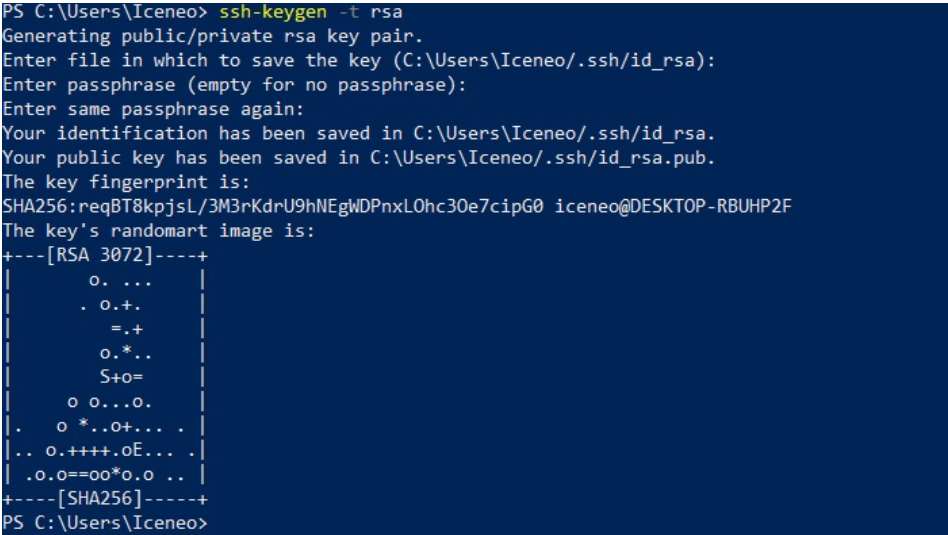 PS C:\Users\Iceneo> ssh-keygen -t rsa
Generating public/private rsa key pair.
Enter file in which to save the key (C:\Users\Iceneo/.ssh/id_rsa):
Enter passphrase (empty for no passphrase):
Enter same passphrase again:
Your identification has been saved in C:\Users\Iceneo/.ssh/id_rsa.
Your public key has been saved in C:\Users\Iceneo/.ssh/id_rsa.pub.
The key fingerprint is:
SHA256:reqBT8kpjsL/3M3rKdrU9hNEgWDPnxLOhc3Oe7cipG0 iceneo@DESKTOP-RBUHP2F
The key's randomart image is:
+---[RSA 3072]----+
|       o. ...    |
|      . o.+.     |
|         =.+     |
|        o.*..    |
|        S+o=     |
|     o o...o.    |
|.   o *..o+... . |
|.. o.++++.oE... .|
| .o.o==oo*o.o .. |
+----[SHA256]-----+
PS C:\Users\Iceneo>